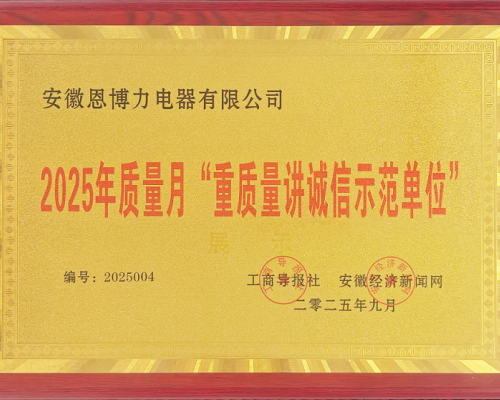 安徽恩博力电器有限公司
2025年质量月“重质量讲诚信示范单位”
展示
编号：2025004
工商导报社 安徽经济新闻网
二零二五年九月